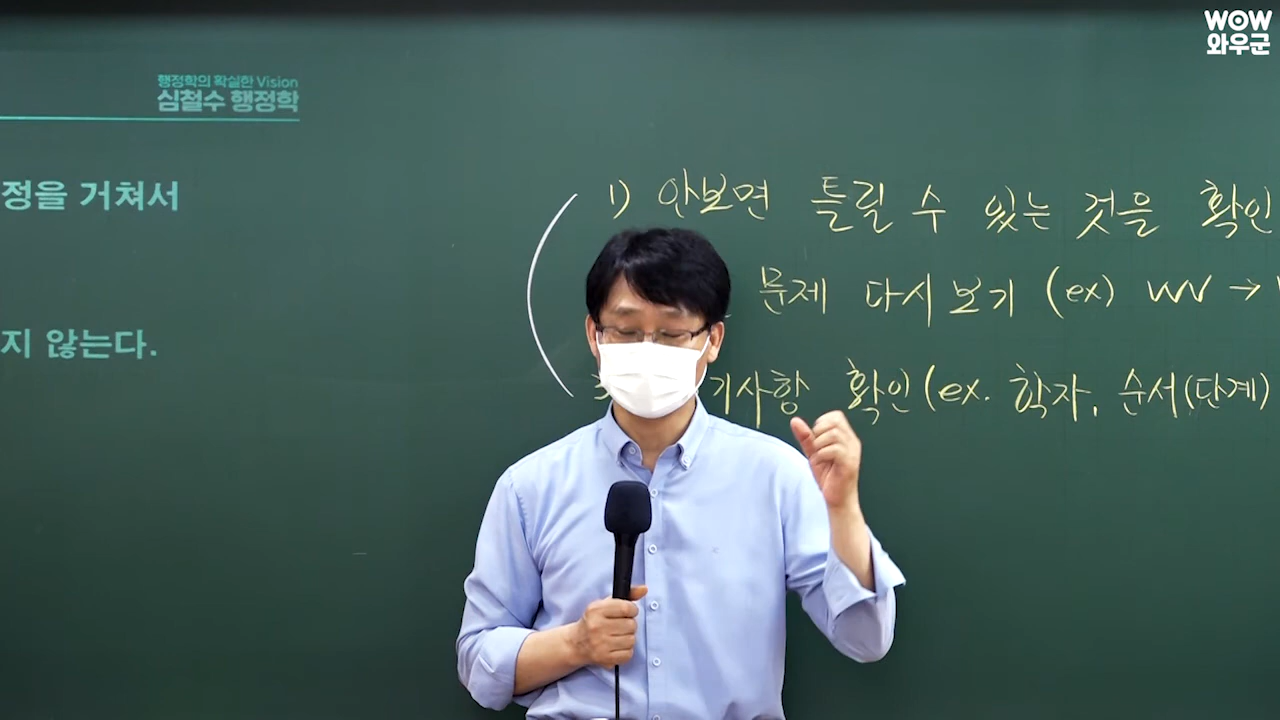 WOW
와우군
행정학의 확실한 Vision
심철수 행정학
정을 거쳐서
지 않는다.
1) 안보면 틀릴 수 있는 것을 확인
문제 다시 보기 (ex) WV →
기사항 확인 (ex. 학자, 순서(단계)